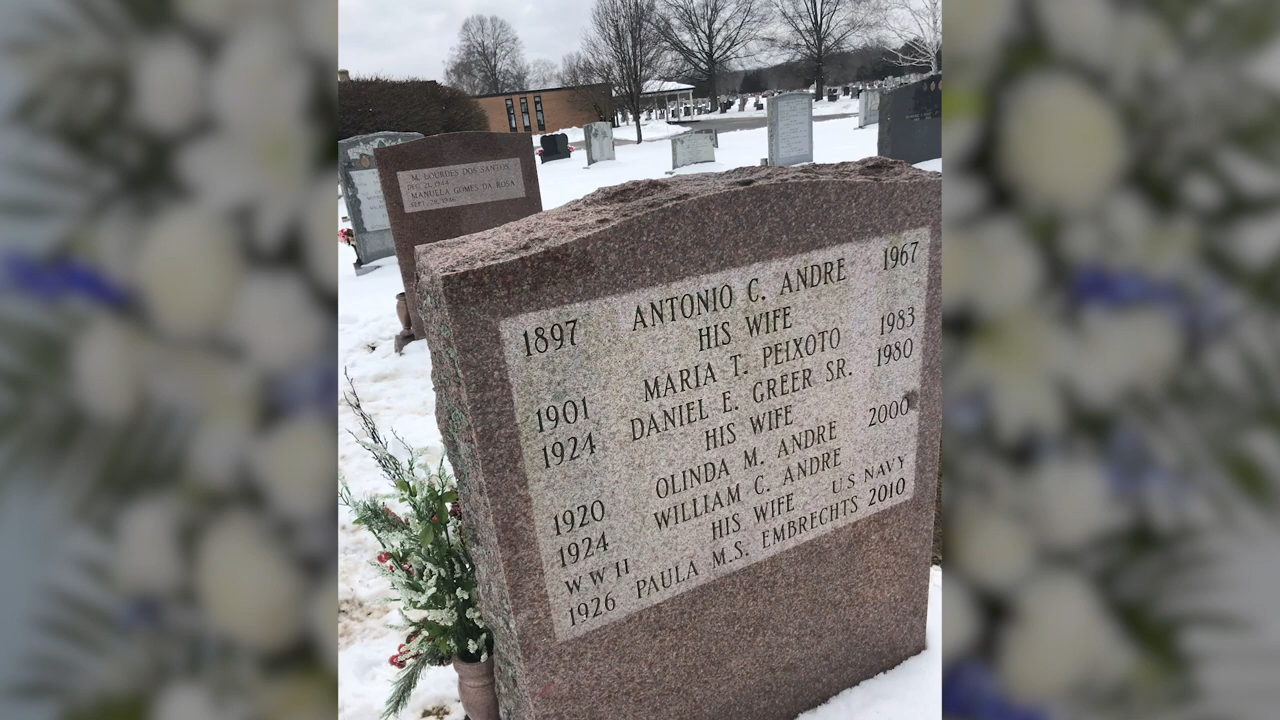 M. LOURDES DOS SANTOS
MANUELA GOMES DA ROSA
1897 ANTONIO C. ANDRE 1967
HIS WIFE
1901 MARIA T. PEIXOTO 1983
1924 DANIEL E. GREER SR. 1980
HIS WIFE
1920 OLINDA M. ANDRE 2000
1924 WILLIAM C. ANDRE
WW II HIS WIFE U.S. NAVY
1926 PAULA M.S. EMBRECHTS 2010